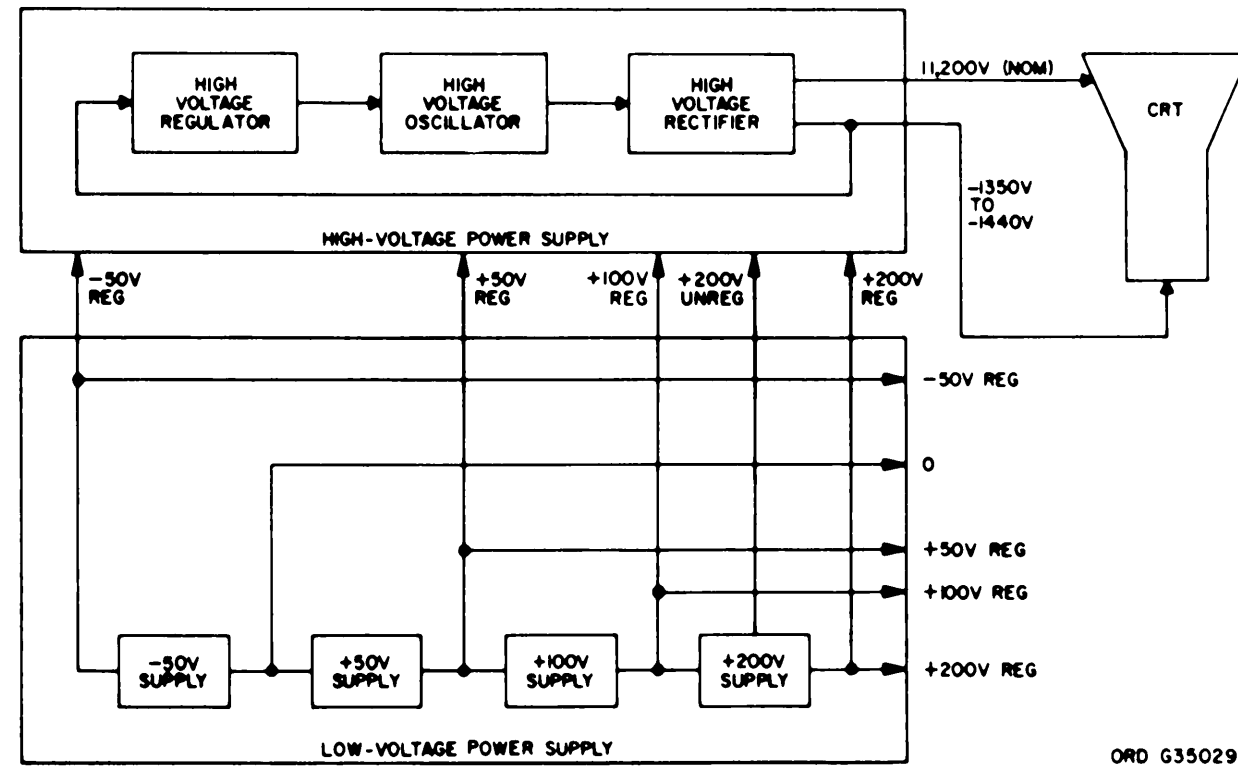 HIGH
VOLTAGE
REGULATOR
HIGH
VOLTAGE
OSCILLATOR
HIGH
VOLTAGE
RECTIFIER
11,200V (NOM)
CRT
-1350V
TO
-1440V
HIGH-VOLTAGE POWER SUPPLY
-50V
REG
+50V
REG
+100V
REG
+200V
UNREG
+200V
REG
-50V REG
0
+50V REG
+100V REG
+200V REG
-50V
SUPPLY
+50V
SUPPLY
+100V
SUPPLY
+200V
SUPPLY
LOW-VOLTAGE POWER SUPPLY
ORD G35029